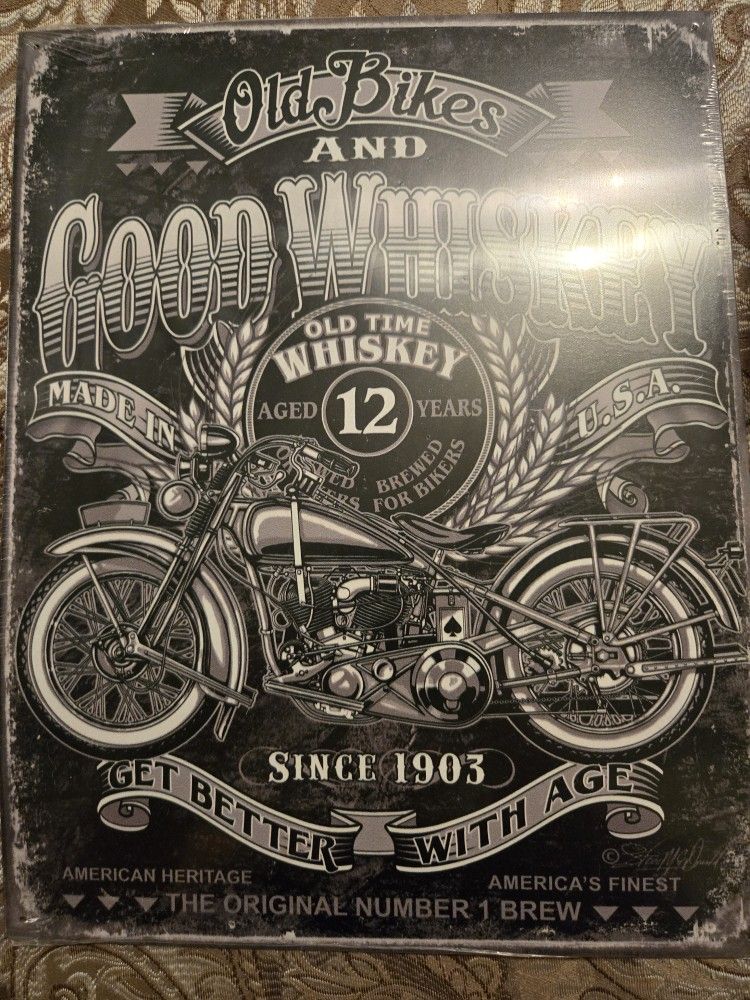 Old Bikes
AND
GOOD WHISKEY
OLD TIME
WHISKEY
AGED 12 YEARS
BREWED
FOR BIKERS
MADE IN U.S.A.
SINCE 1903
GET BETTER WITH AGE
©
AMERICAN HERITAGE AMERICA'S FINEST
THE ORIGINAL NUMBER 1 BREW